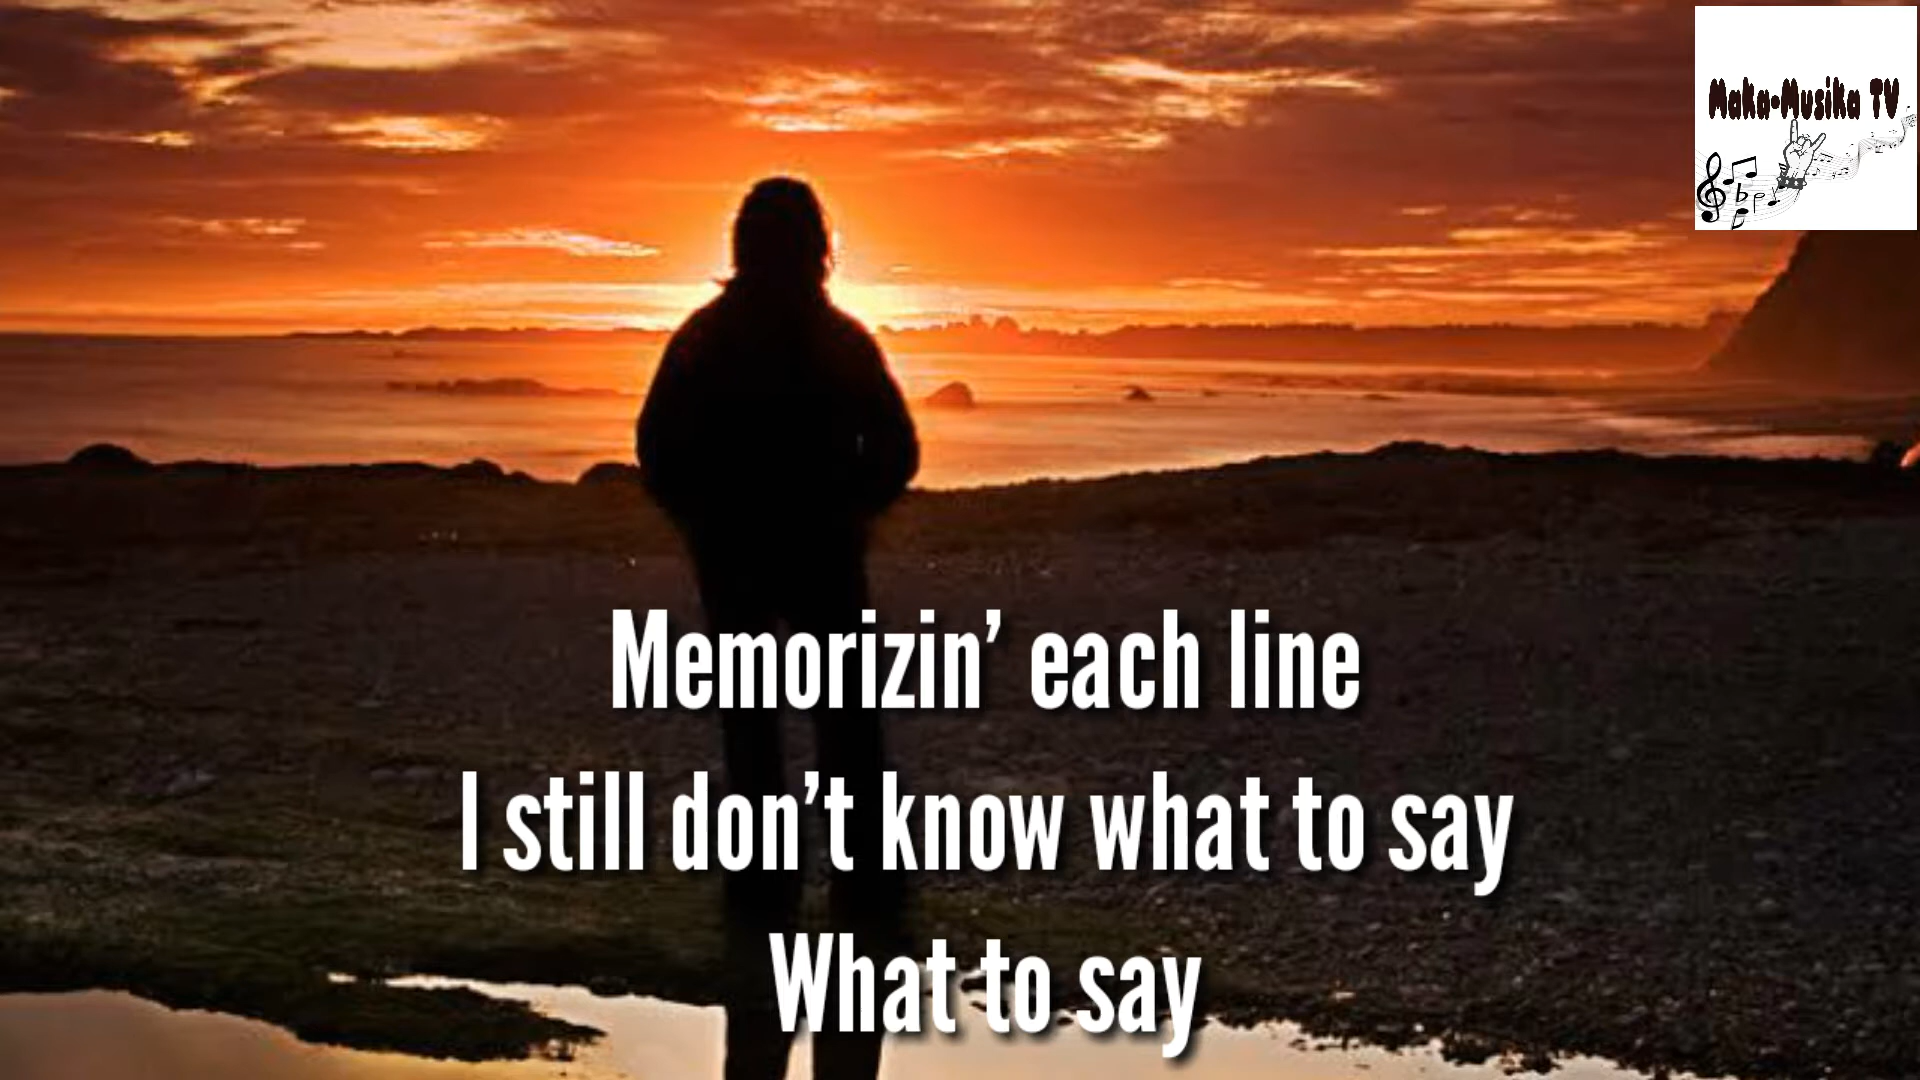 Maka-Musika TV
Memorizin’ each line
I still don’t know what to say
What to say